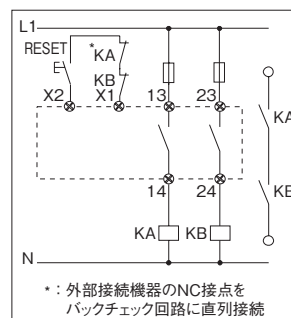 L1
RESET
*
KA
KB
X2
X1
13
23
KA
KB
14
24
KA
KB
N
*：外部接続機器のNC接点を
バックチェック回路に直列接続